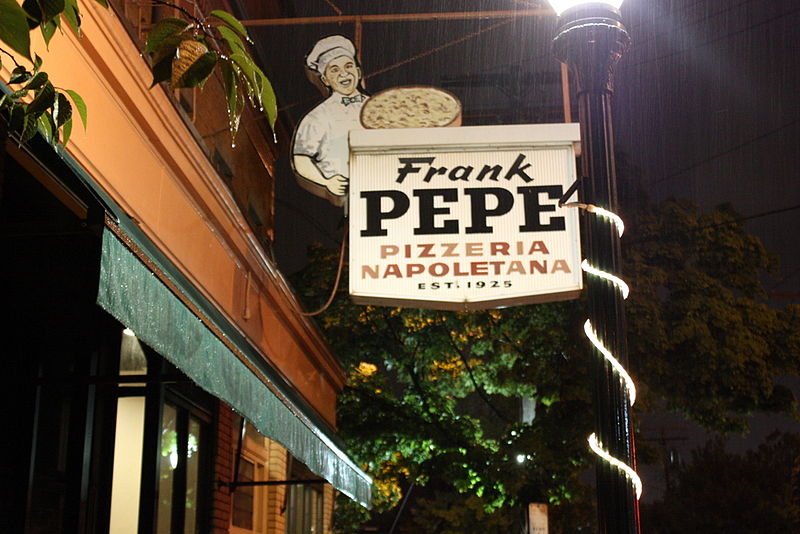 Frank
PEPE
PIZZERIA
NAPOLETANA
EST. 1925